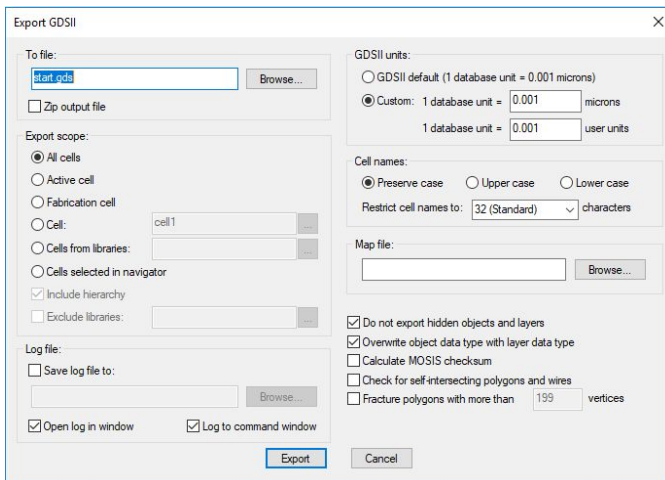 Export GDSII
To file:
start.gds
Browse...
Zip output file
Export scope:
All cells
Active cell
Fabrication cell
Cell:
cell1
...
Cells from libraries:
...
Cells selected in navigator
Include hierarchy
Exclude libraries:
...
Log file:
Save log file to:
Browse...
Open log in window
Log to command window
GDSII units:
GDSII default (1 database unit = 0.001 microns)
Custom: 1 database unit = 0.001 microns
1 database unit = 0.001 user units
Cell names:
Preserve case
Upper case
Lower case
Restrict cell names to: 32 (Standard) characters
Map file:
Browse...
Do not export hidden objects and layers
Overwrite object data type with layer data type
Calculate MOSIS checksum
Check for self-intersecting polygons and wires
Fracture polygons with more than 199 vertices
Export
Cancel